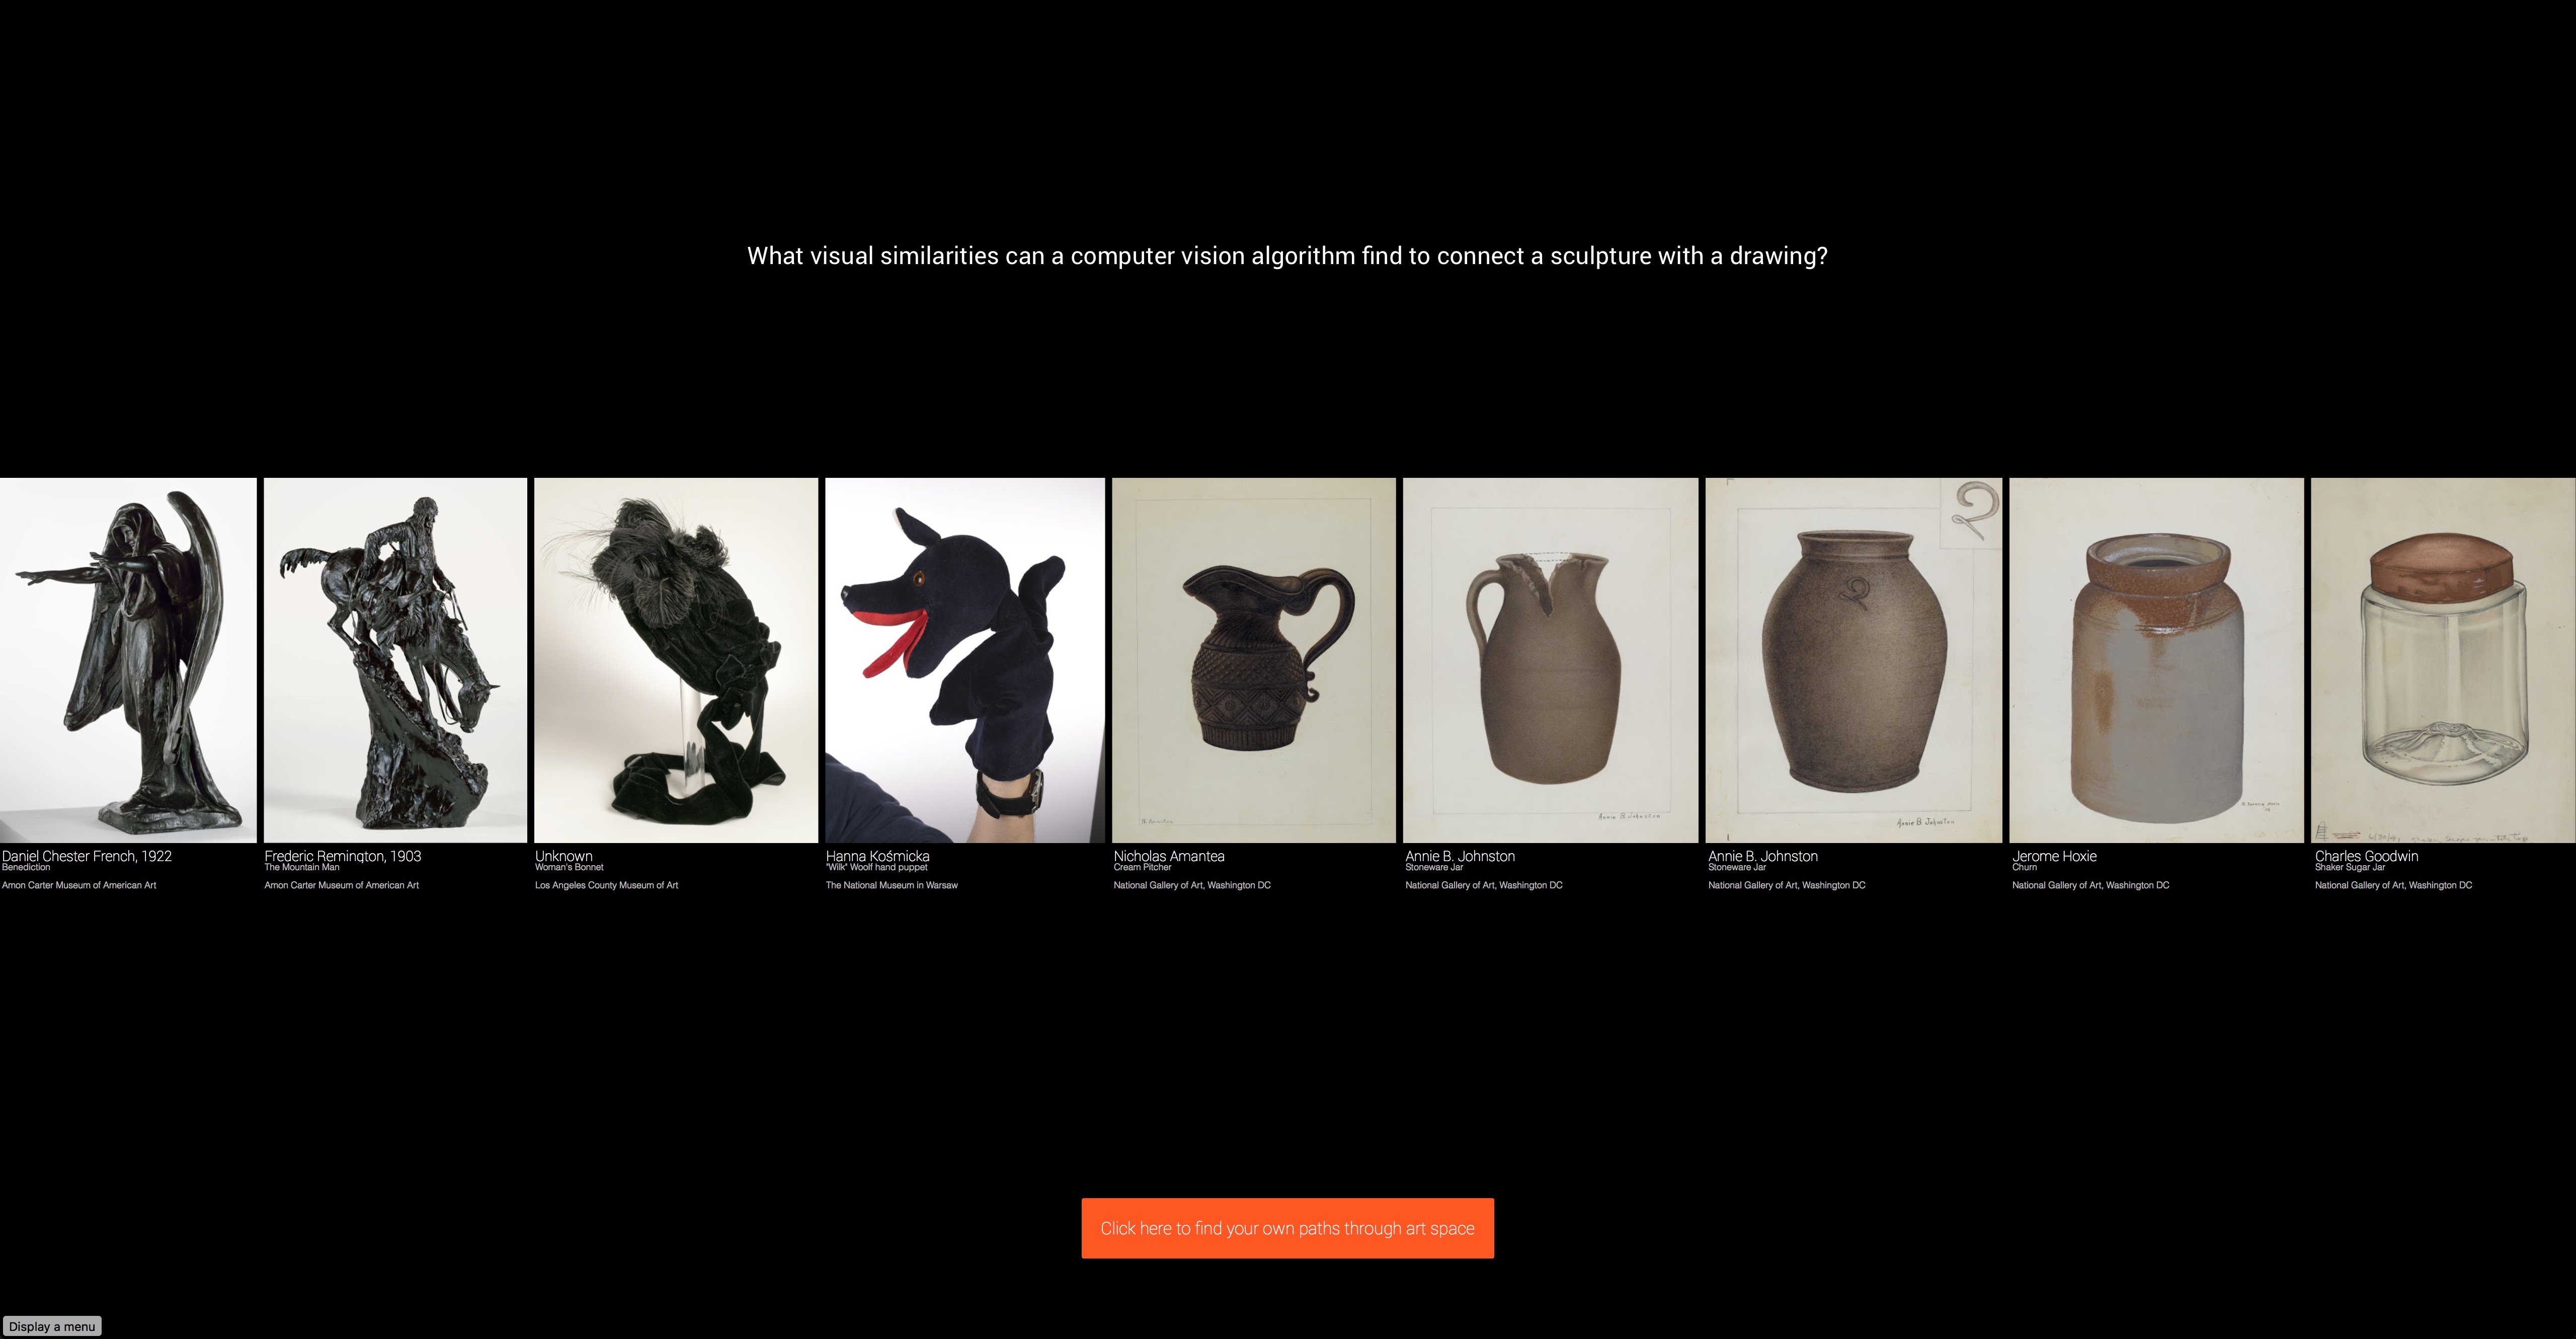 What visual similarities can a computer vision algorithm find to connect a sculpture with a drawing?
Daniel Chester French, 1922
Benediction
Amon Carter Museum of American Art
Frederic Remington, 1903
The Mountain Man
Amon Carter Museum of American Art
Unknown
Woman's Bonnet
Los Angeles County Museum of Art
Hanna Kośmicka
"Wilk" Woolf hand puppet
The National Museum in Warsaw
Nicholas Amantea
Cream Pitcher
National Gallery of Art, Washington DC
Annie B. Johnston
Annie B. Johnston
Stoneware Jar
National Gallery of Art, Washington DC
2
Annie B. Johnston
Annie B. Johnston
Stoneware Jar
National Gallery of Art, Washington DC
Jerome Hoxie
Churn
National Gallery of Art, Washington DC
Charles Goodwin
Shaker Sugar Jar
National Gallery of Art, Washington DC
Click here to find your own paths through art space
Display a menu